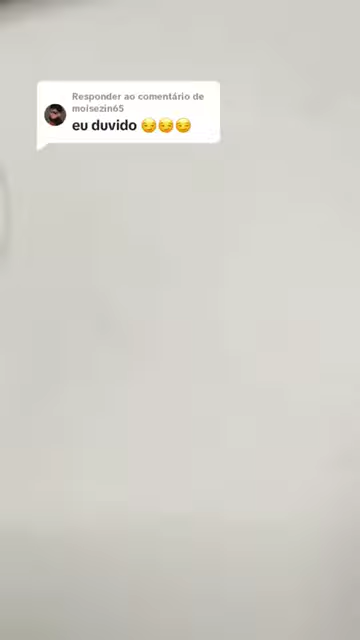 Responder ao comentário de
moisezin65
eu duvido 😏😏😏